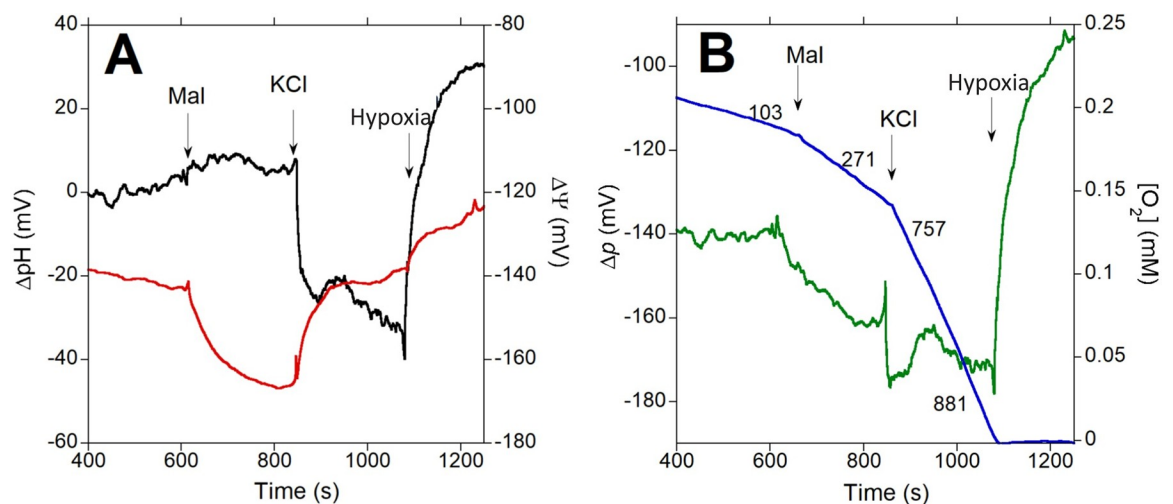 A
40
20
0
-20
-40
-60
ΔpH (mV)
-80
-100
-120
-140
-160
-180
ΔΨ (mV)
Mal
KCl
Hypoxia
400
600
800
1000
1200
Time (s)
B
-100
-120
-140
-160
-180
Δp (mV)
0.25
0.2
0.15
0.1
0.05
0
[O₂] (mM)
Mal
KCl
Hypoxia
103
271
757
881
400
600
800
1000
1200
Time (s)